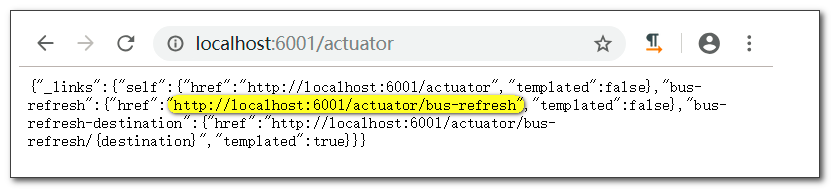 localhost:6001/actuator
{"_links":{"self":{"href":"http://localhost:6001/actuator","templated":false},"bus-
refresh":{"href":"http://localhost:6001/actuator/bus-refresh","templated":false},"bus-
refresh-destination":{"href":"http://localhost:6001/actuator/bus-
refresh/{destination}","templated":true}}}